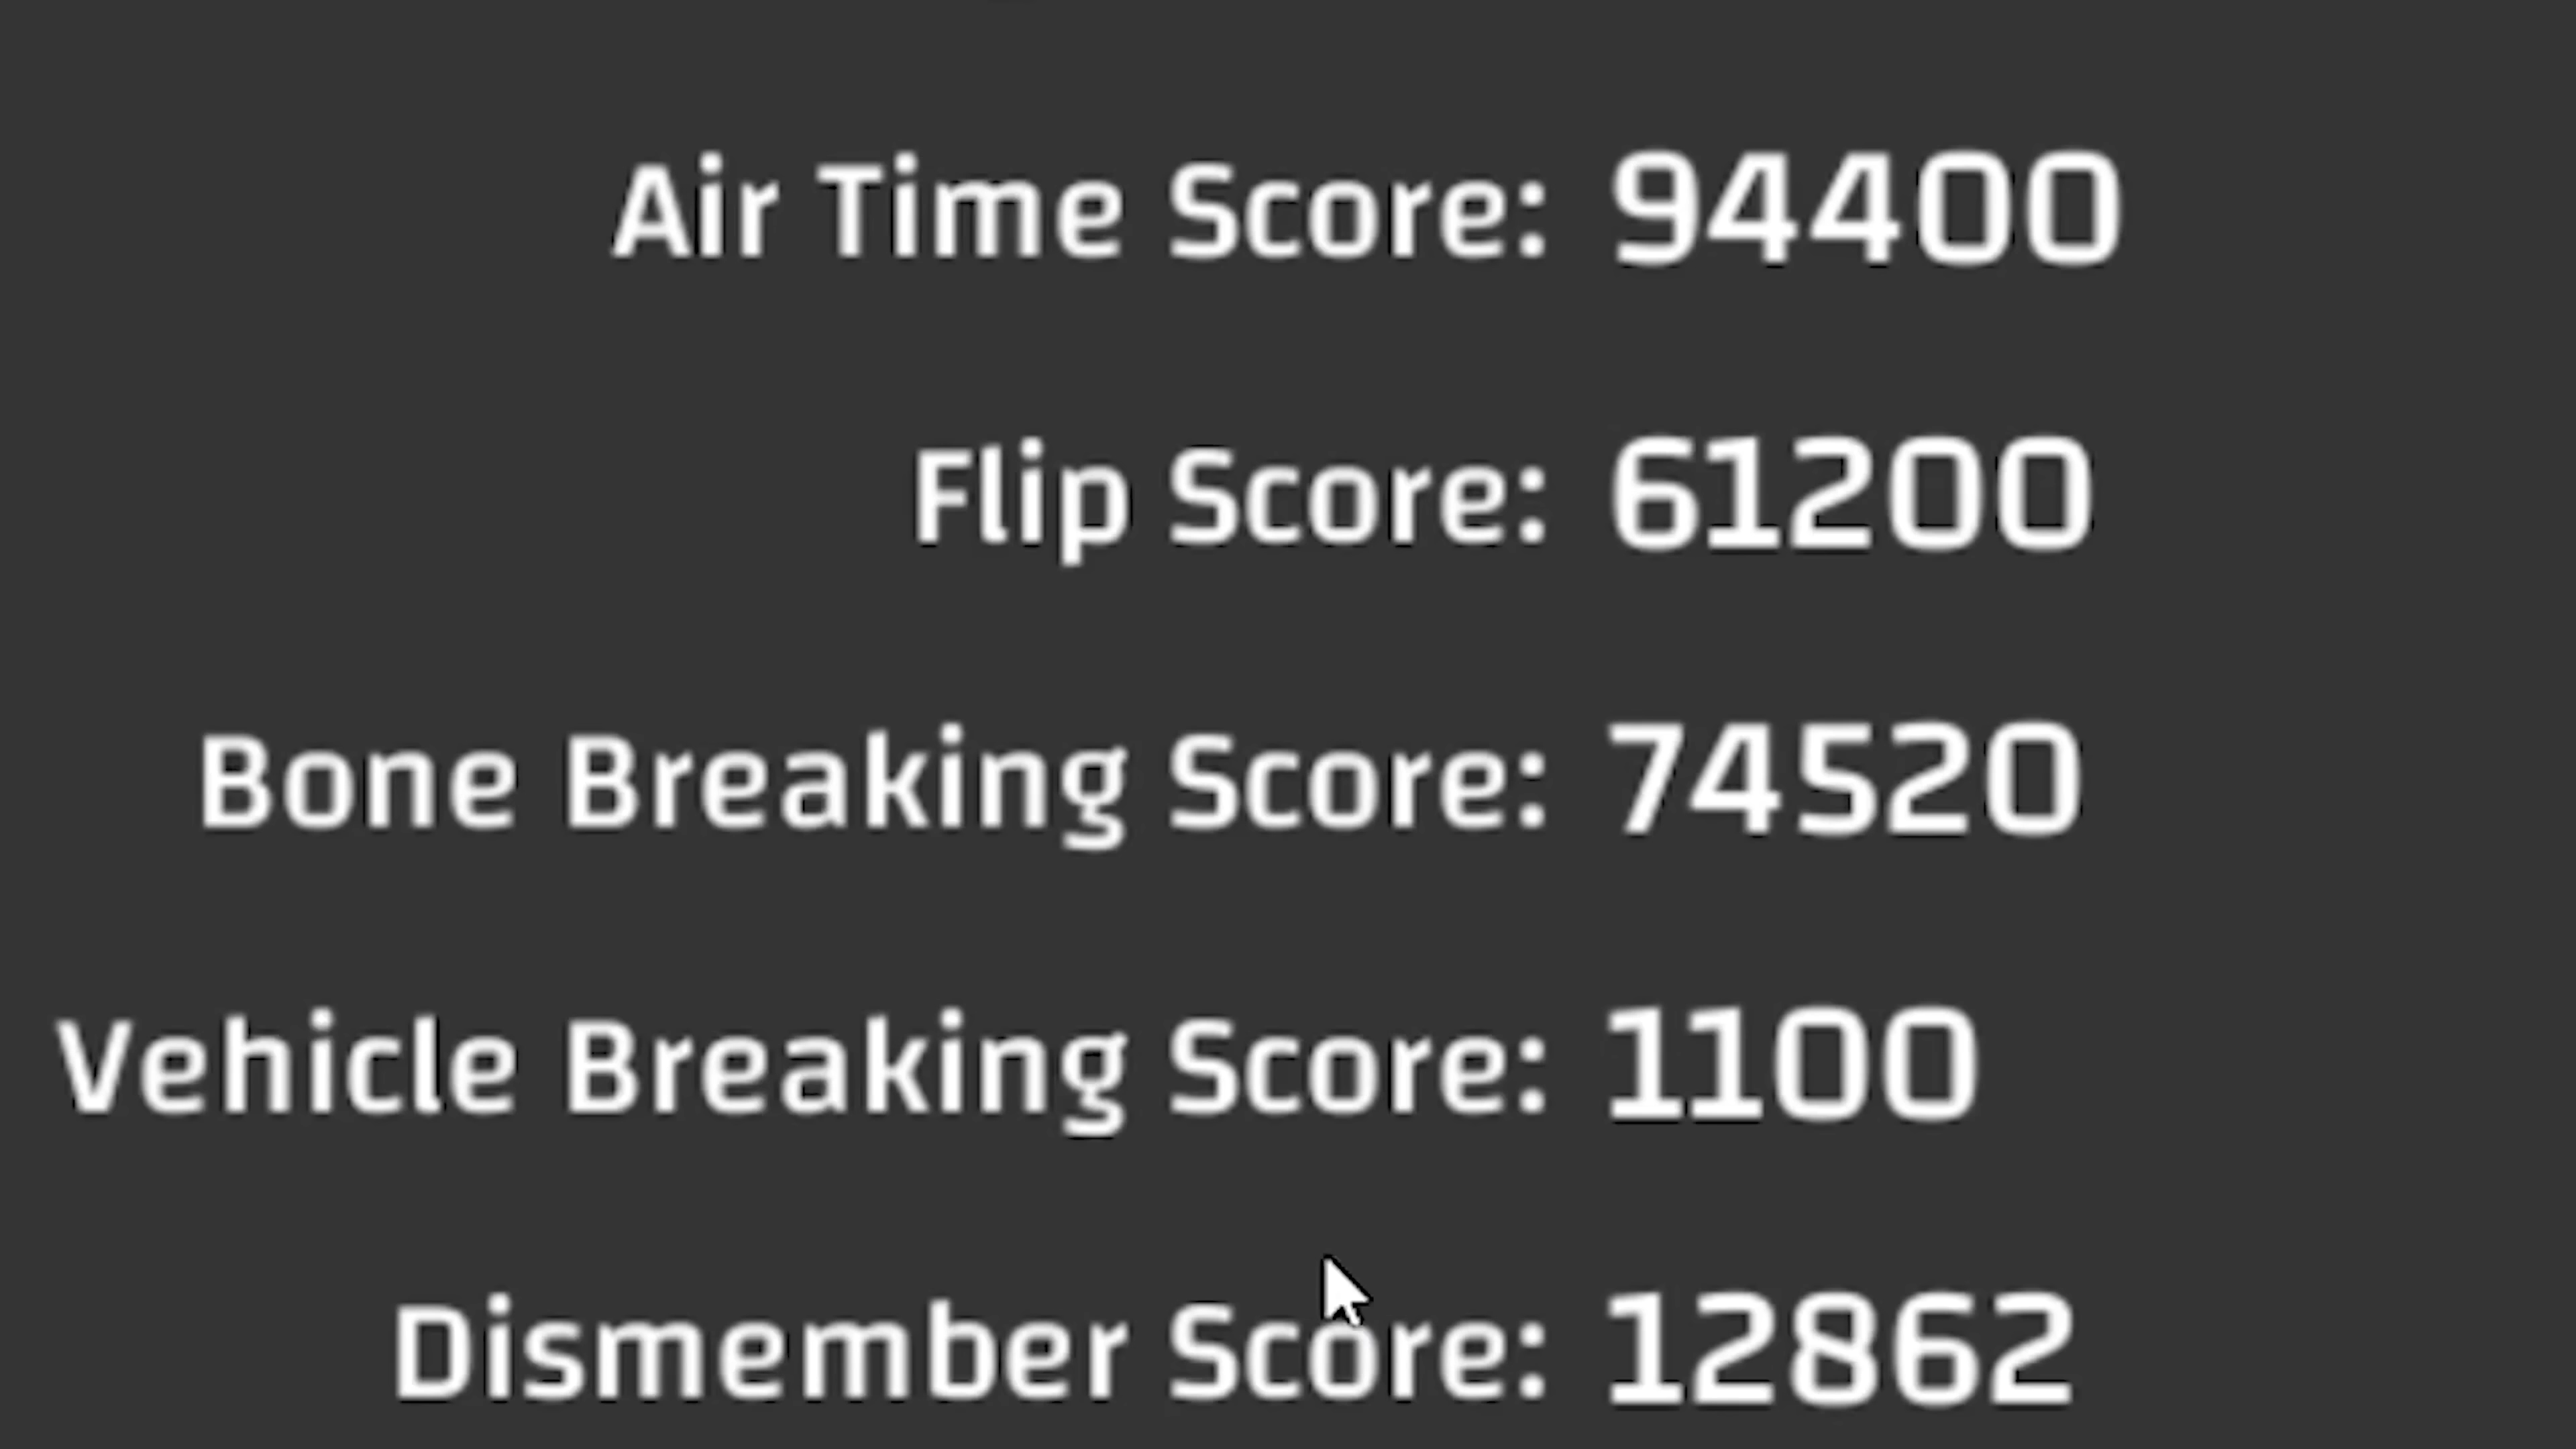 Air Time Score: 94400
Flip Score: 61200
Bone Breaking Score: 74520
Vehicle Breaking Score: 1100
Dismember Score: 12862